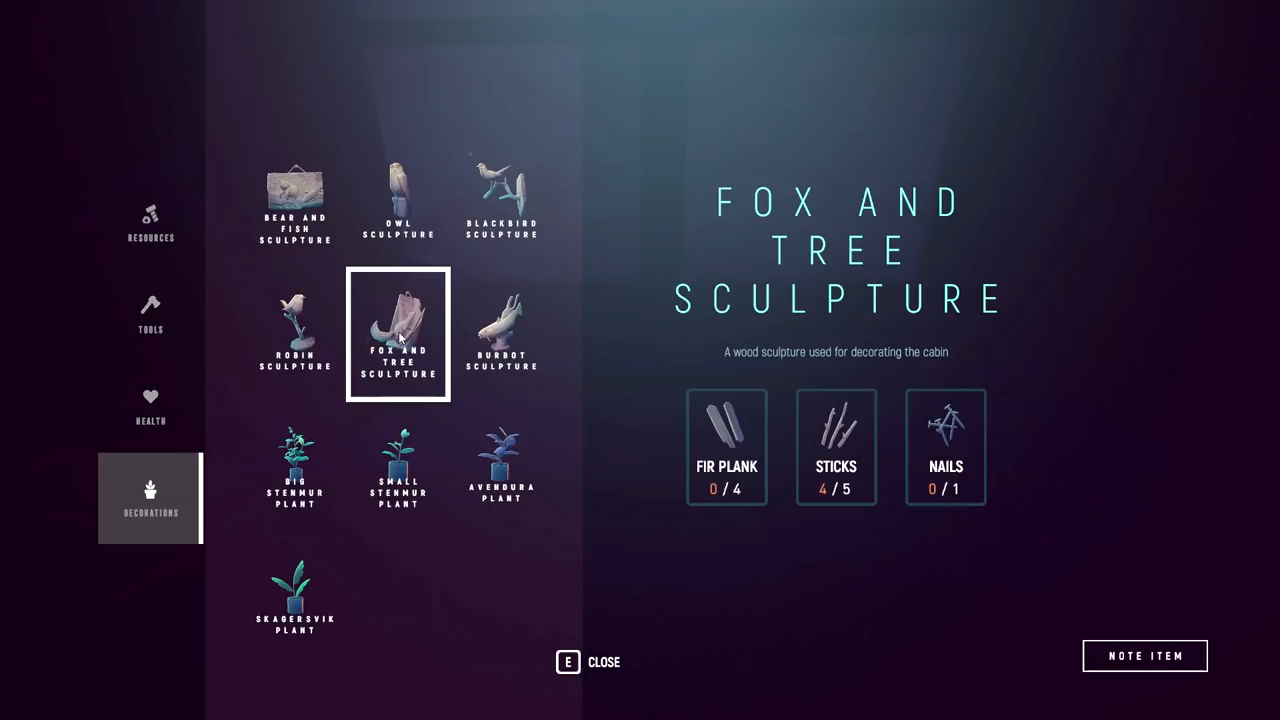 RESOURCES
TOOLS
HEALTH
DECORATIONS
BEAR AND
FISH
SCULPTURE
OWL
SCULPTURE
BLACKBIRD
SCULPTURE
ROBIN
SCULPTURE
FOX AND
TREE
SCULPTURE
BURBOT
SCULPTURE
BIG
STENMUR
PLANT
SMALL
STENMUR
PLANT
AVENDURA
PLANT
SKAGERSVIK
PLANT
FOX AND
TREE
SCULPTURE
A wood sculpture used for decorating the cabin
FIR PLANK
0 / 4
STICKS
4 / 5
NAILS
0 / 1
E CLOSE
NOTE ITEM